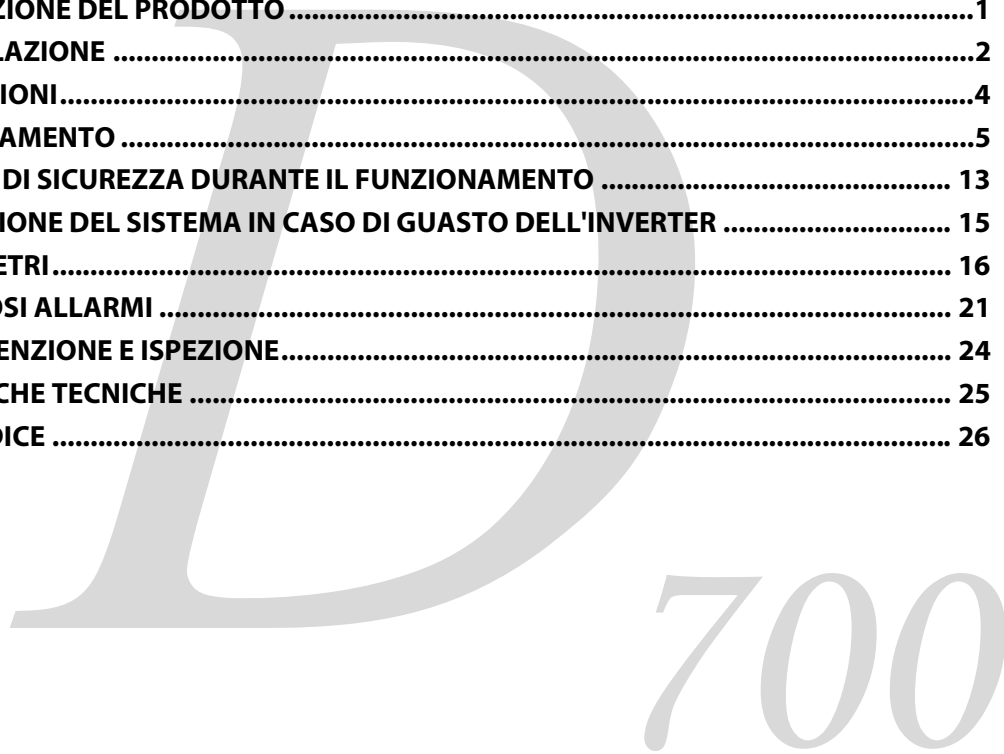 ZIONE DEL PRODOTTO..........1
LAZIONE ..........2
IONI..........4
AMENTO ..........5
DI SICUREZZA DURANTE IL FUNZIONAMENTO .......... 13
IONE DEL SISTEMA IN CASO DI GUASTO DELL'INVERTER .......... 15
ETRI.......... 16
OSI ALLARMI .......... 21
ENZIONE E ISPEZIONE.......... 24
CHE TECNICHE .......... 25
DICE .......... 26
D
700